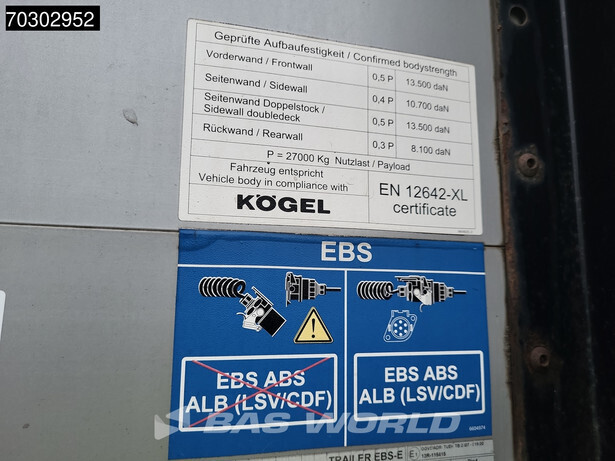 70302952
Geprüfte Aufbaufestigkeit / Confirmed bodystrength
Vorderwand / Frontwall 0,5 P 13.500 daN
Seitenwand / Sidewall 0,4 P 10.700 daN
Seitenwand Doppelstock /
Sidewall doubledeck 0,5 P 13.500 daN
Rückwand / Rearwall 0,3 P 8.100 daN
P = 27000 Kg Nutzlast / Payload
Fahrzeug entspricht
Vehicle body in compliance with
KÖGEL
EN 12642-XL
certificate
EBS
EBS ABS
ALB (LSV/CDF)
EBS ABS
ALB (LSV/CDF)
BAS WORLD
TRAILER EBS-E